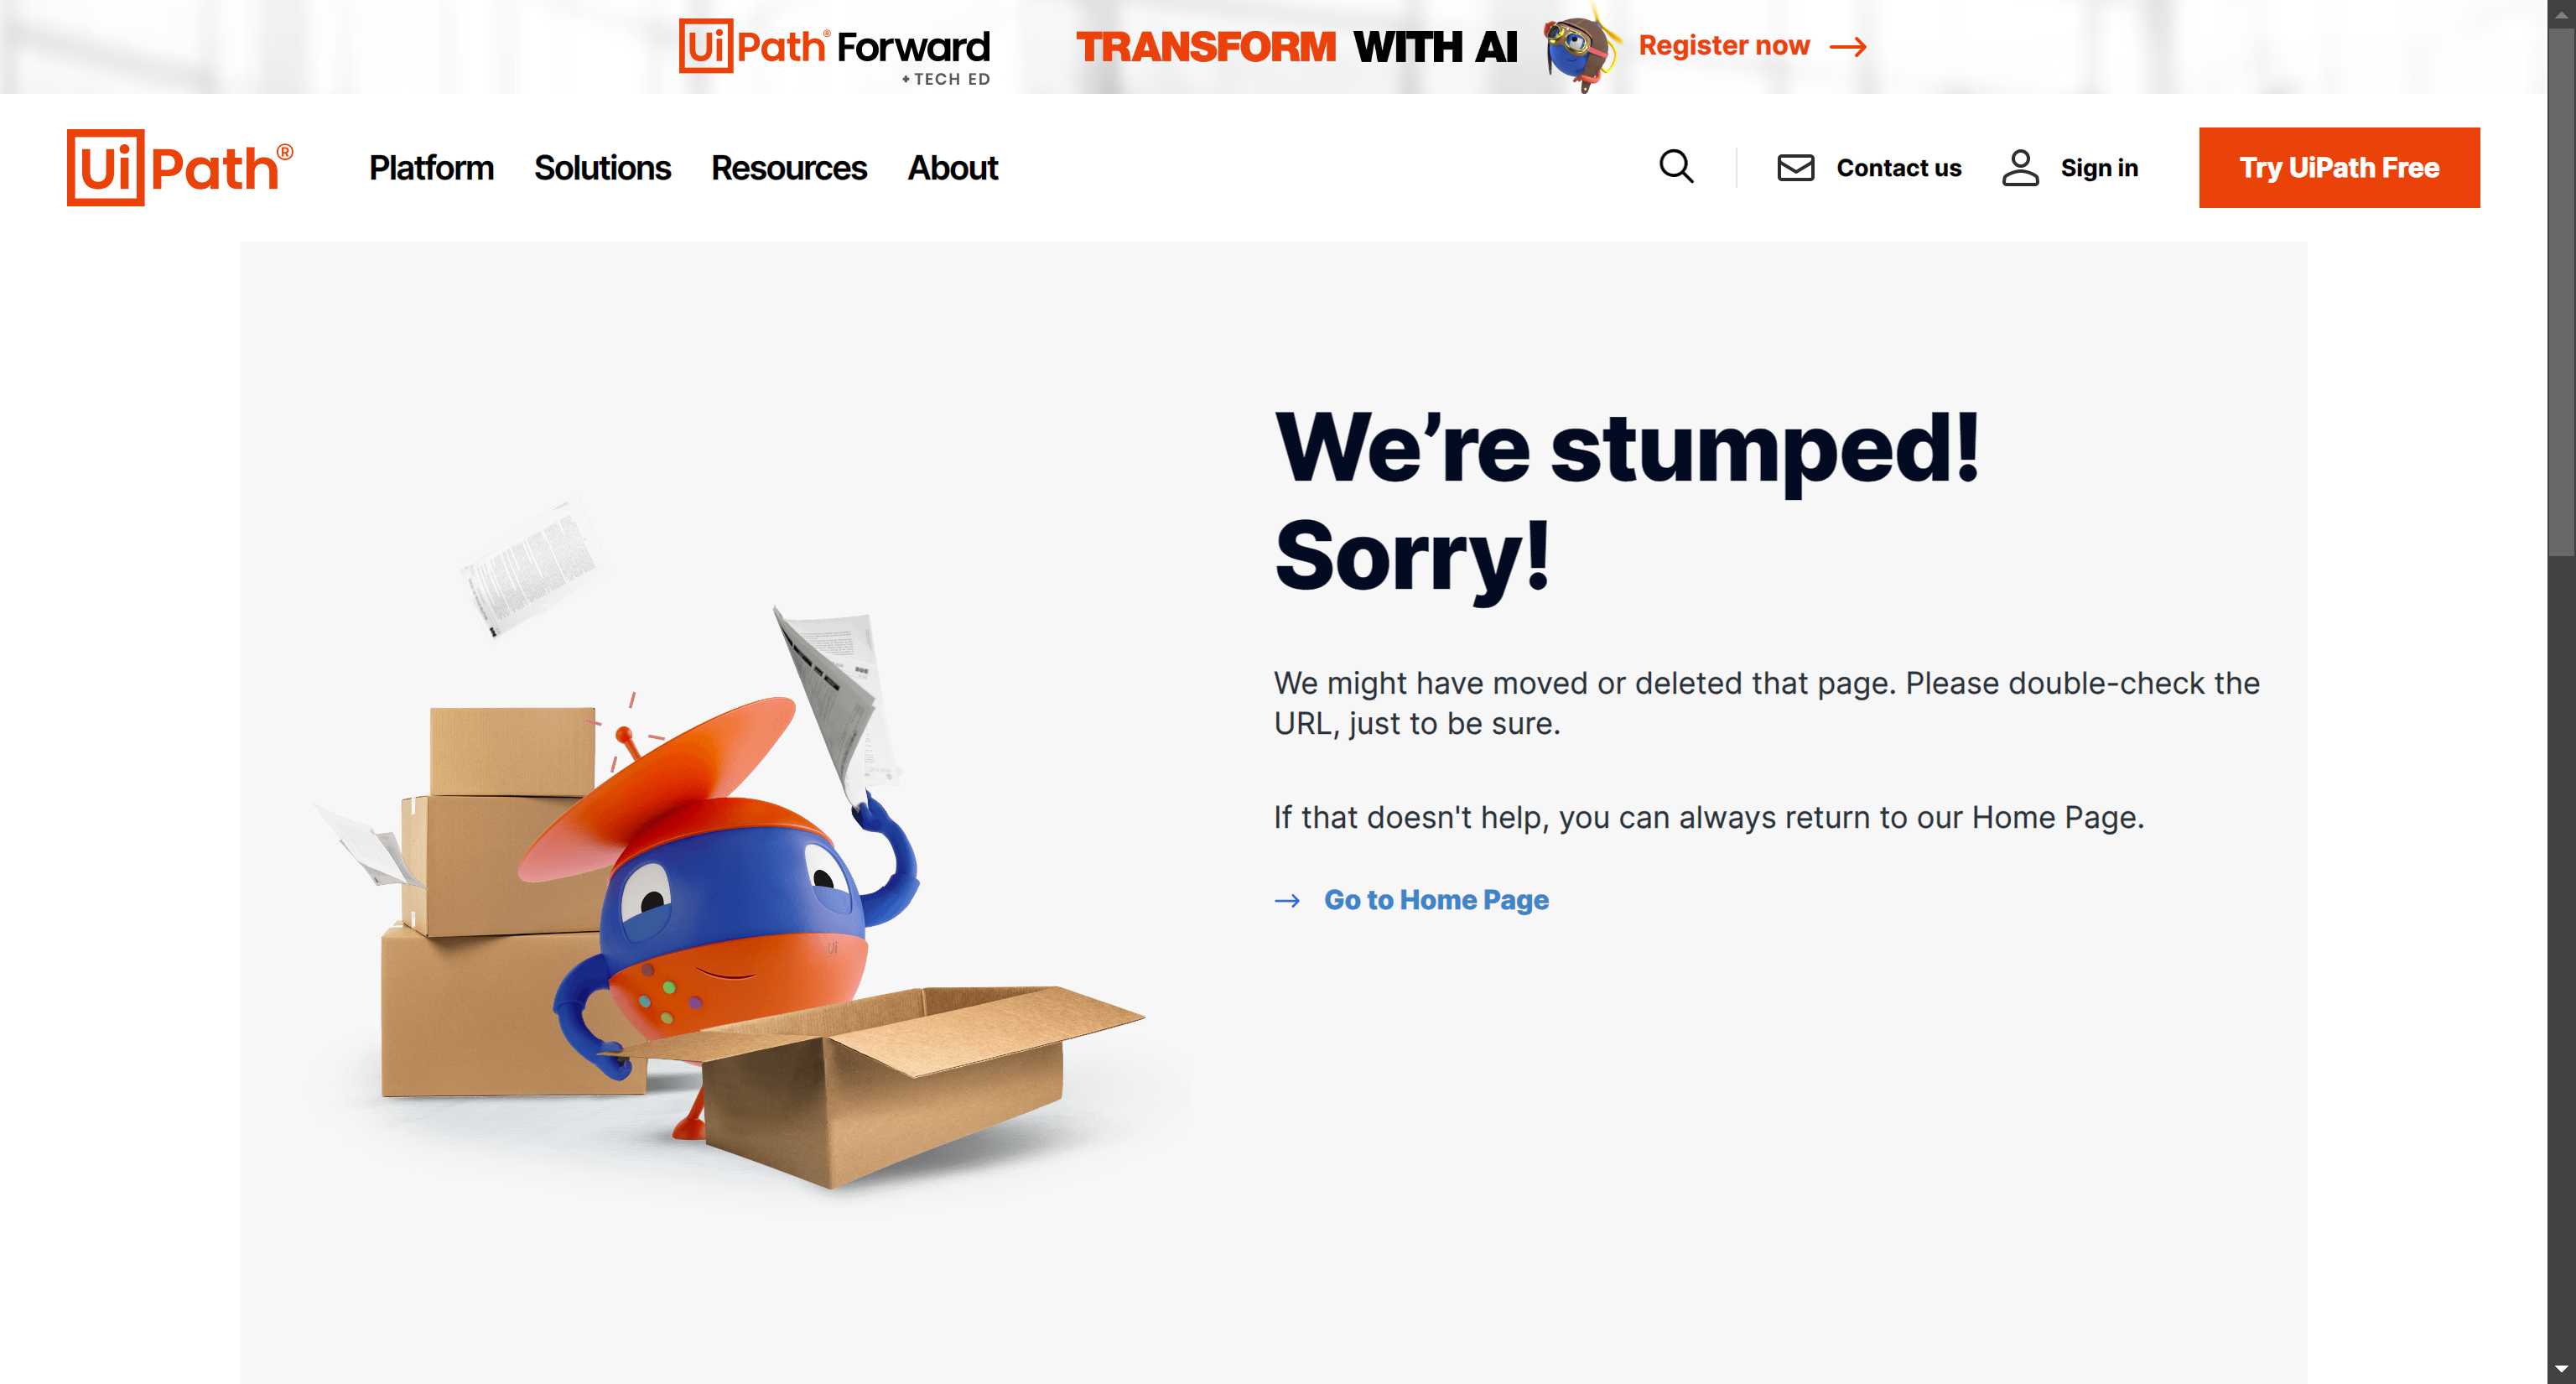 UiPath® Forward
+ TECH ED
TRANSFORM WITH AI
Register now
UiPath®
Platform
Solutions
Resources
About
Contact us
Sign in
Try UiPath Free
We’re stumped!
Sorry!
We might have moved or deleted that page. Please double-check the
URL, just to be sure.
If that doesn't help, you can always return to our Home Page.
Go to Home Page
Ui